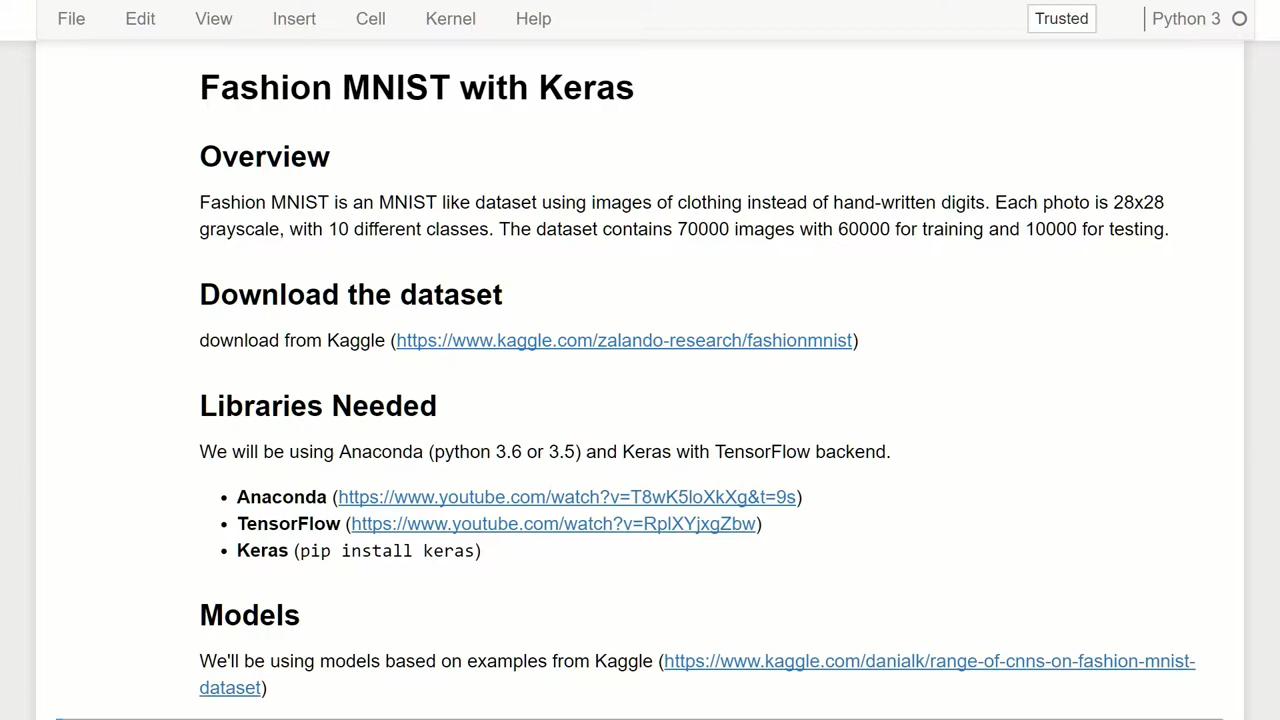 File Edit View Insert Cell Kernel Help Trusted Python 3
Fashion MNIST with Keras
Overview
Fashion MNIST is an MNIST like dataset using images of clothing instead of hand-written digits. Each photo is 28x28
grayscale, with 10 different classes. The dataset contains 70000 images with 60000 for training and 10000 for testing.
Download the dataset
download from Kaggle (https://www.kaggle.com/zalando-research/fashionmnist)
Libraries Needed
We will be using Anaconda (python 3.6 or 3.5) and Keras with TensorFlow backend.
• Anaconda (https://www.youtube.com/watch?v=T8wK5loXkXg&t=9s)
• TensorFlow (https://www.youtube.com/watch?v=RplXYjxgZbw)
• Keras (pip install keras)
Models
We'll be using models based on examples from Kaggle (https://www.kaggle.com/danialk/range-of-cnns-on-fashion-mnist-
dataset)